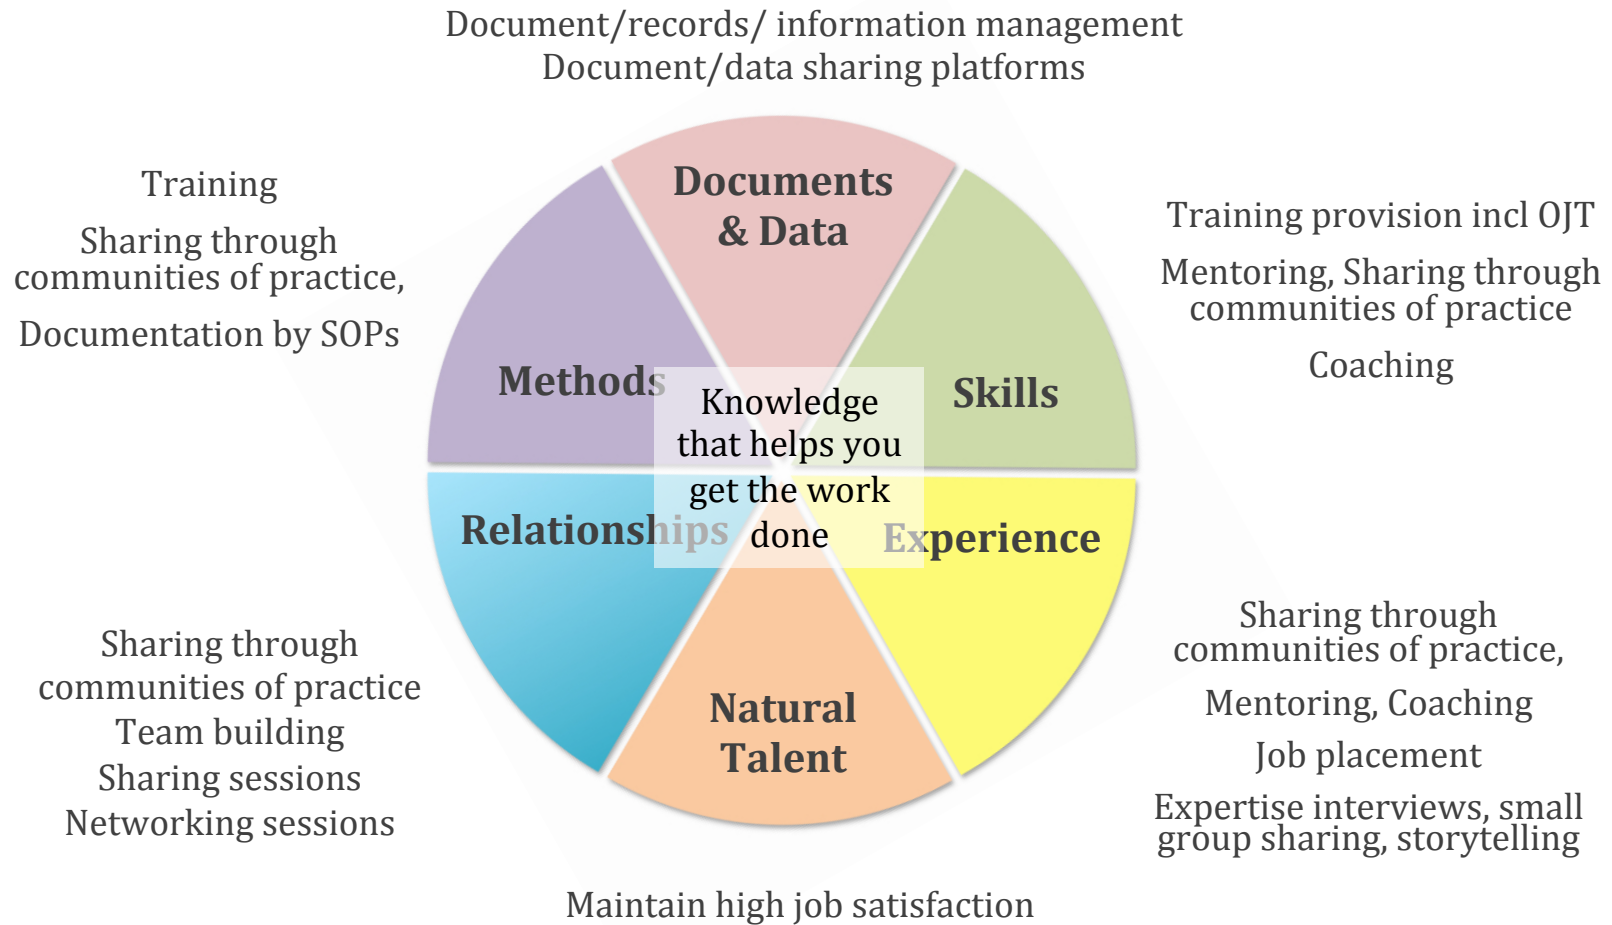 Document/records/ information management
Document/data sharing platforms
Documents
& Data
Training
Sharing through
communities of practice,
Documentation by SOPs
Training provision incl OJT
Mentoring, Sharing through
communities of practice
Coaching
Methods
Skills
Knowledge
that helps you
get the work
done
Relationships
Experience
Sharing through
communities of practice
Team building
Sharing sessions
Networking sessions
Natural
Talent
Sharing through
communities of practice,
Mentoring, Coaching
Job placement
Expertise interviews, small
group sharing, storytelling
Maintain high job satisfaction